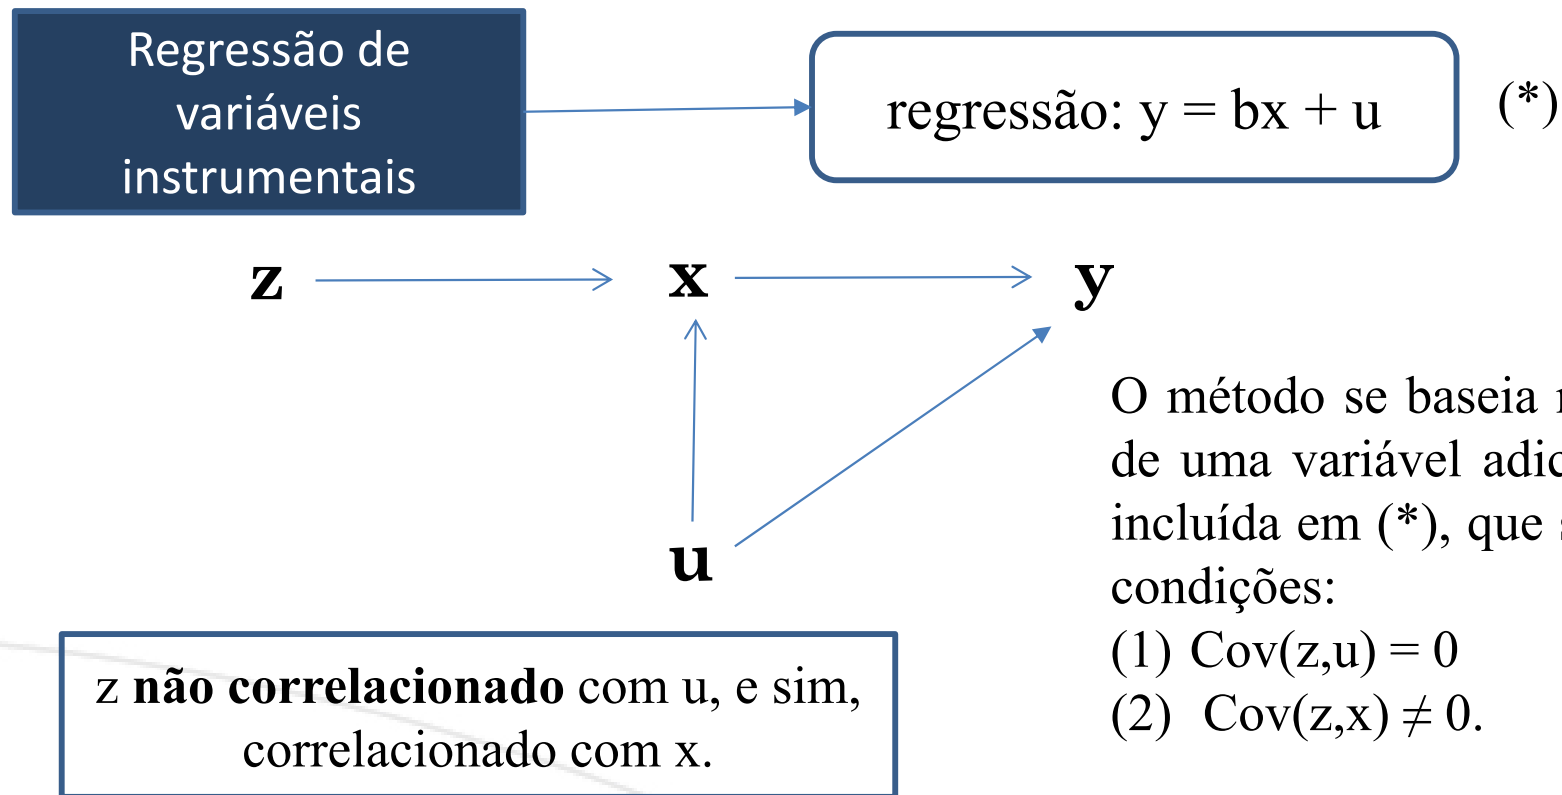 Regressão de
variáveis
instrumentais
regressão: y = bx + u
(*)
z
x
y
u
O método se baseia
de uma variável
incluída em (*), que
condições:
(1) Cov(z,u) = 0
(2) Cov(z,x) ≠ 0.
z não correlacionado com u, e sim,
correlacionado com x.